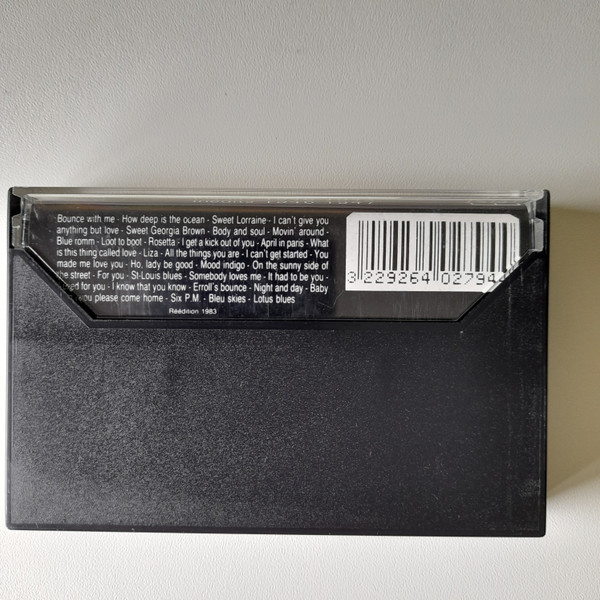 1946-1947
Bounce with me - How deep is the ocean - Sweet Lorraine - I can't give you
anything but love - Sweet Georgia Brown - Body and soul - Movin' around -
Blue romm - Loot to boot - Rosetta - I get a kick out of you - April in paris - What
is this thing called love - Liza - All the things you are - I can't get started - You
made me love you - Ho, lady be good - Mood indigo - On the sunny side of
the street - For you - St-Louis blues - Somebody loves me - It had to be you -
for you - I know that you know - Erroll's bounce - Night and day - Baby
you please come home - Six P.M. - Bleu skies - Lotus blues
Réédition 1983
3 229264 02794